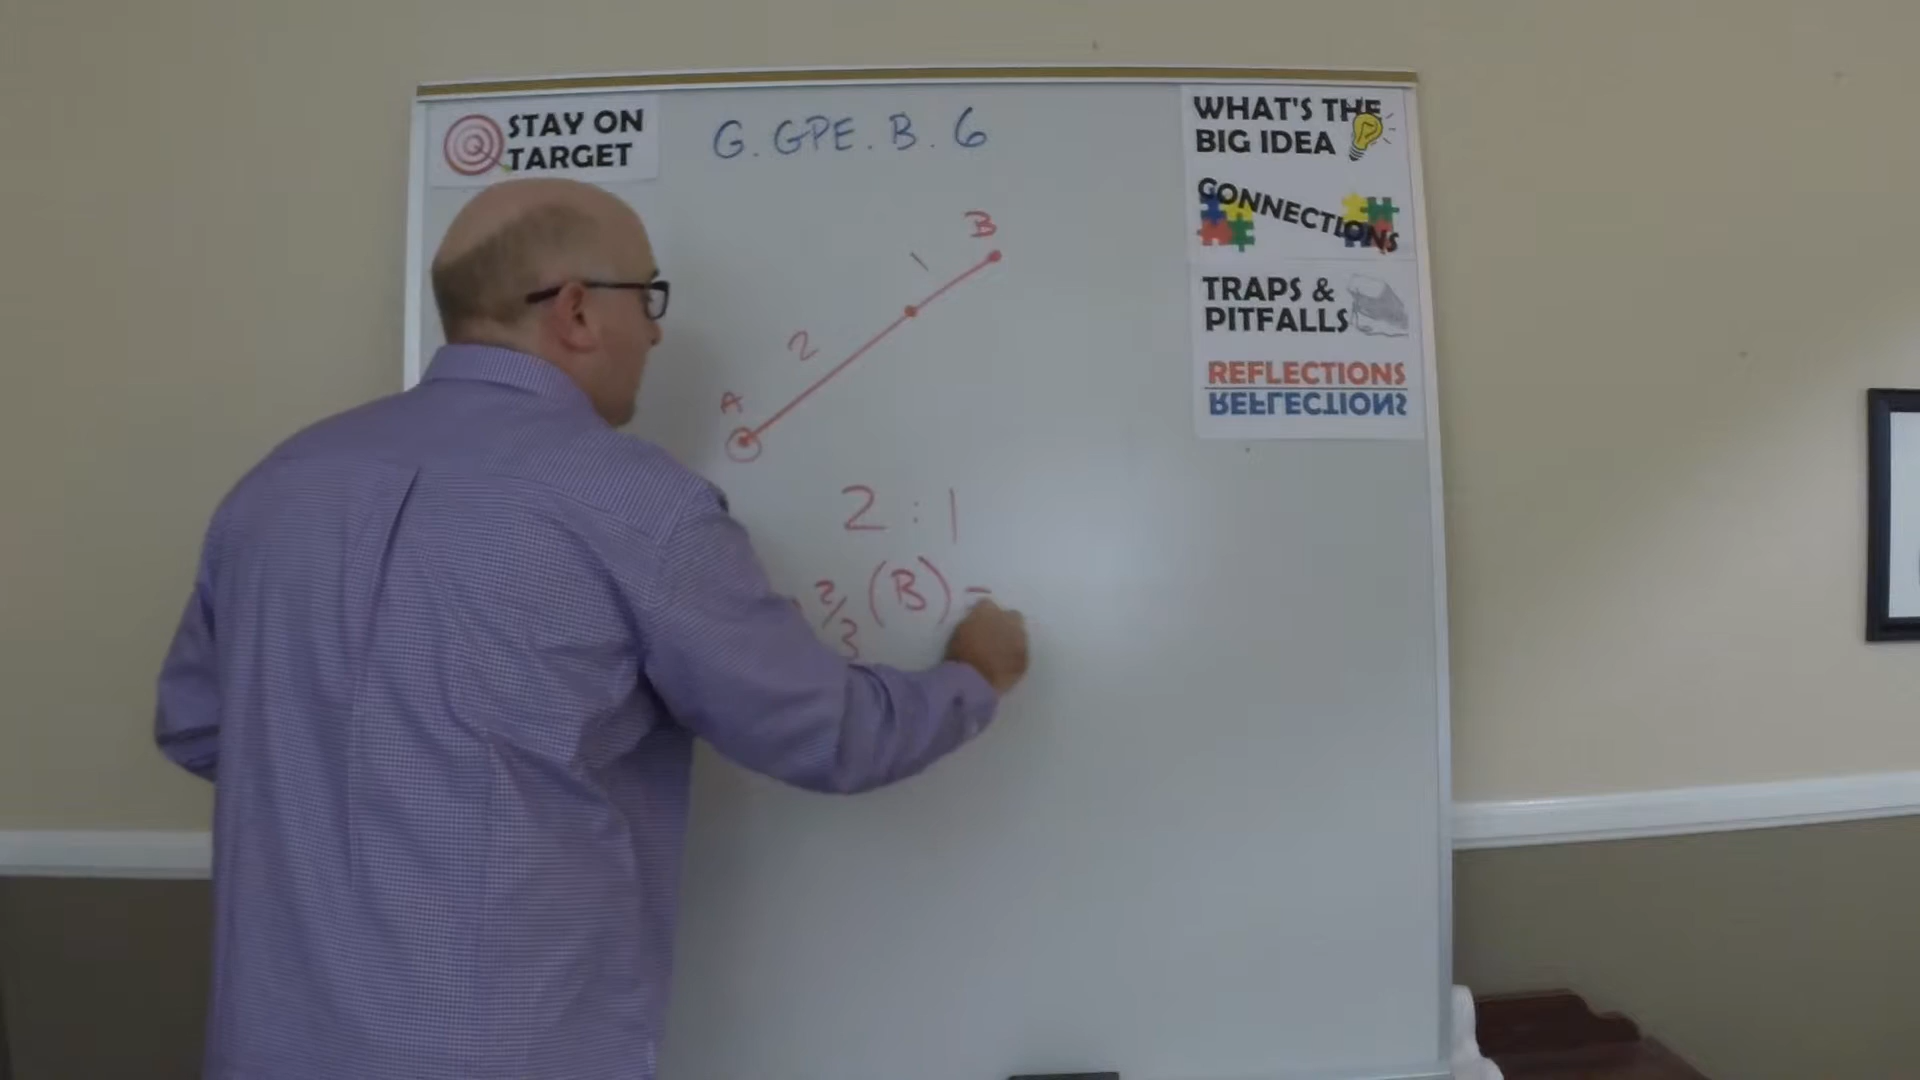 STAY ON
TARGET
G.GPE.B.6
WHAT'S THE
BIG IDEA
CONNECTIONS
TRAPS &
PITFALLS
REFLECTIONS
REFLECTIONS
B
1
2
A
2 : 1
2/3 (B) =